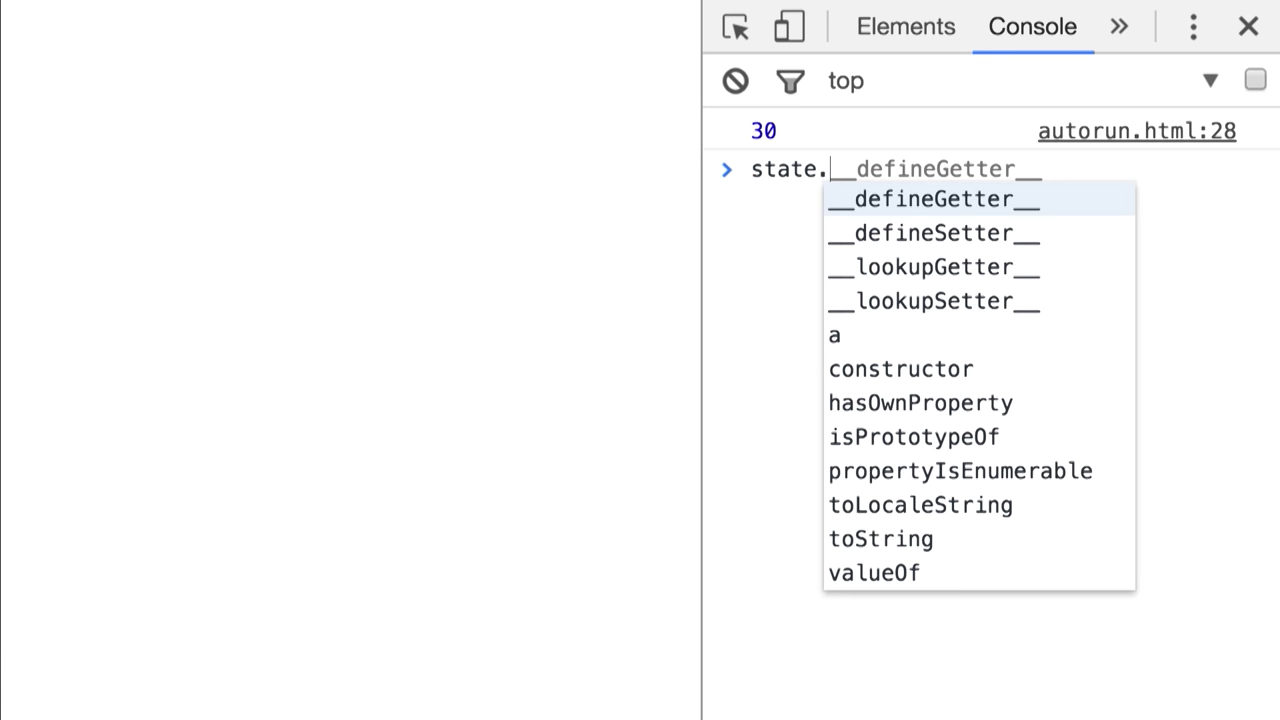 Elements Console
top
30 autorun.html:28
state.__defineGetter__
__defineGetter__
__defineSetter__
__lookupGetter__
__lookupSetter__
a
constructor
hasOwnProperty
isPrototypeOf
propertyIsEnumerable
toLocaleString
toString
valueOf